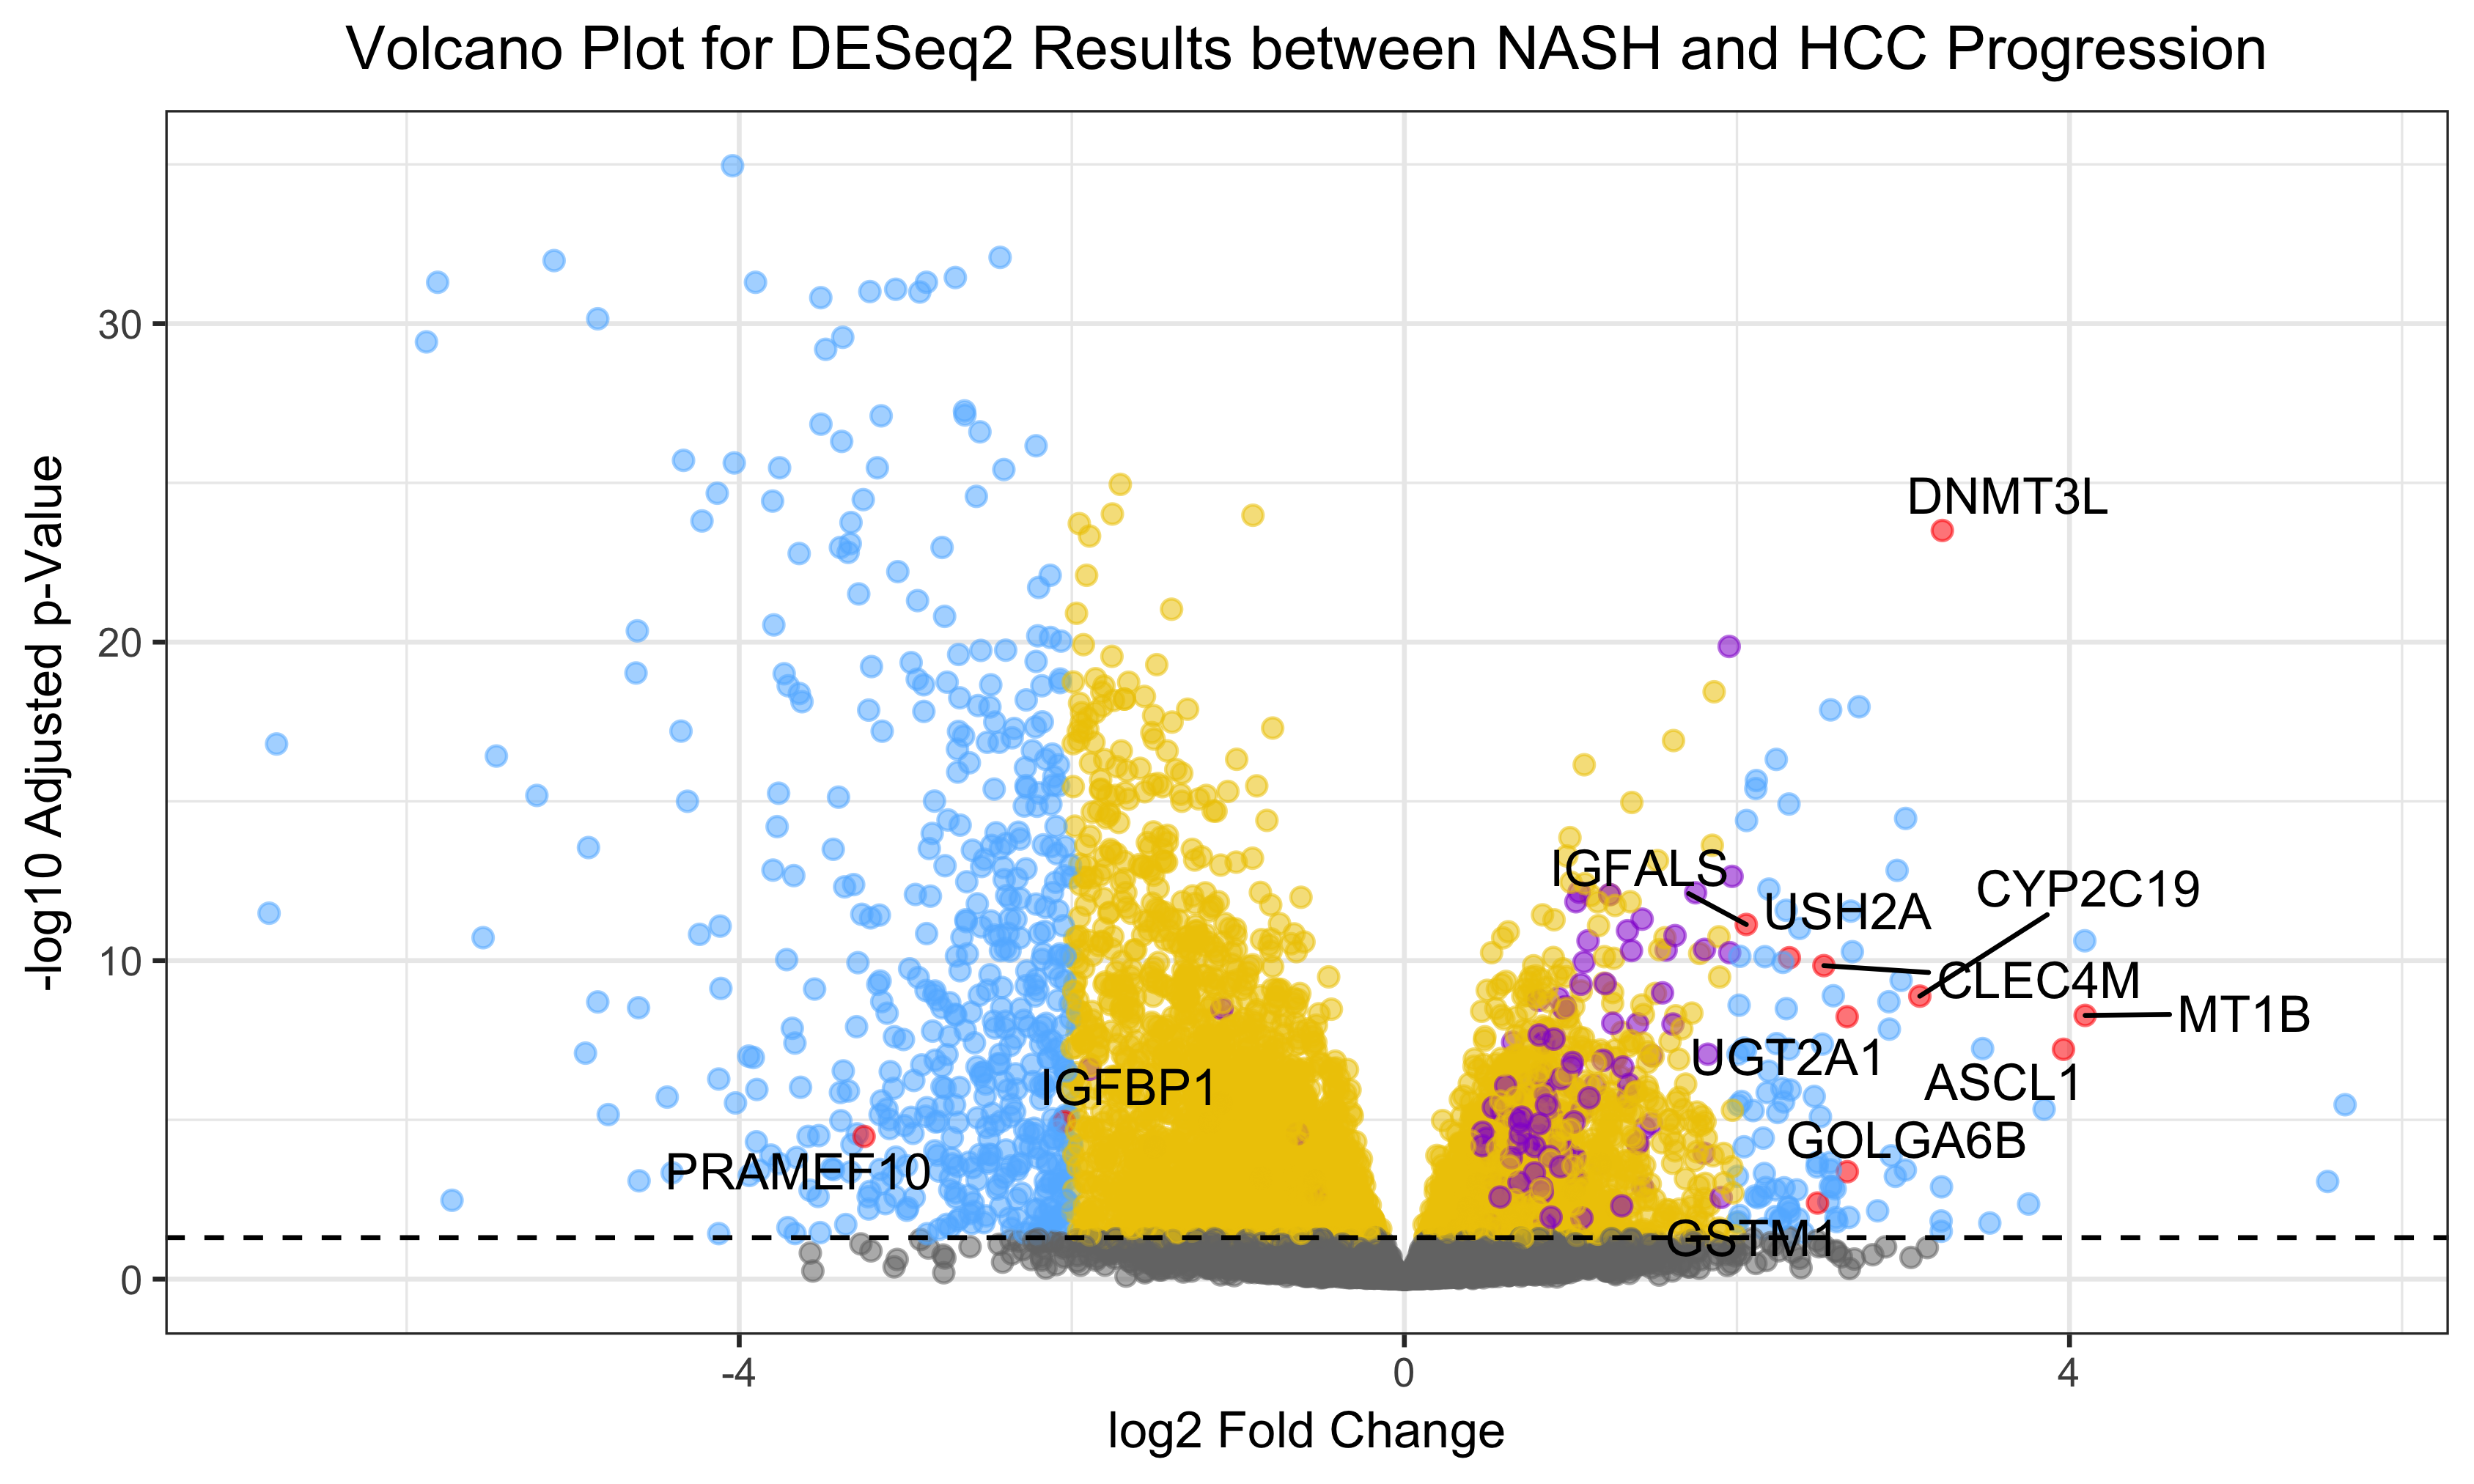 Volcano Plot for DESeq2 Results between NASH and HCC Progression
-log10 Adjusted p-Value
30
20
10
0
DNMT3L
IGFALS
CYP2C19
USH2A
CLEC4M
MT1B
UGT2A1
IGFBP1
ASCL1
GOLGA6B
PRAMEF10
GSTM1
-4
0
4
log2 Fold Change